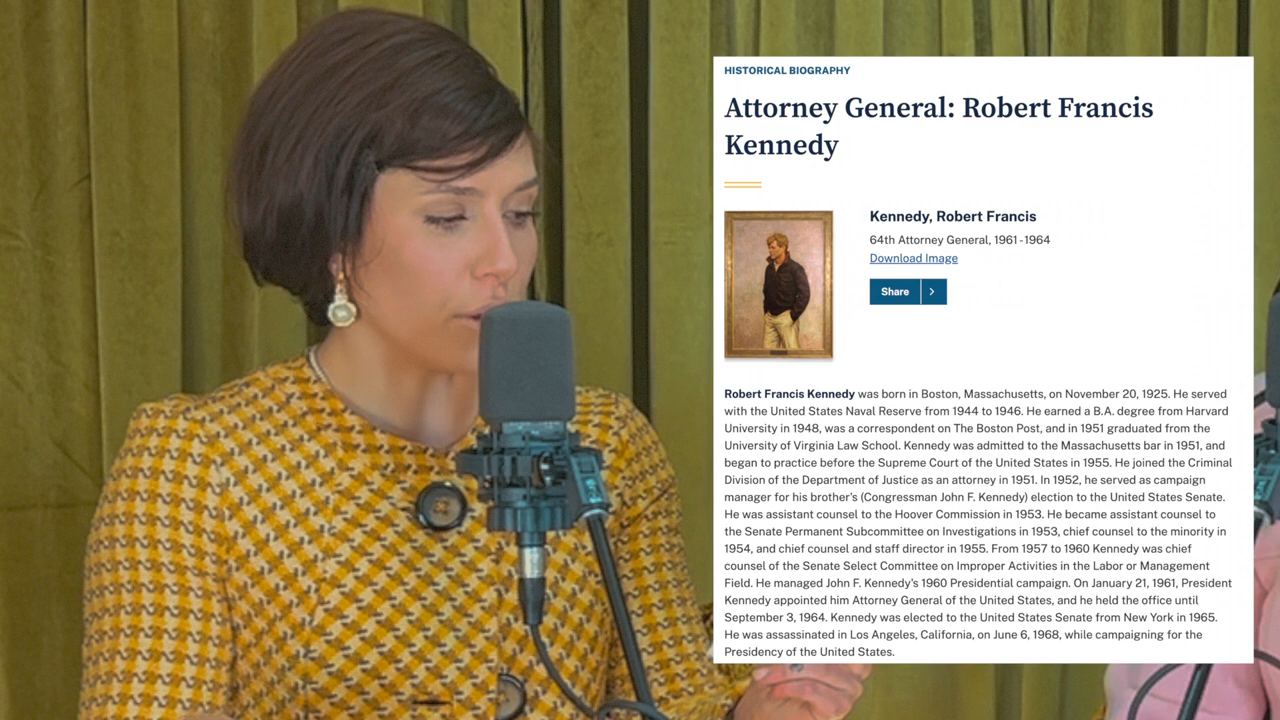 HISTORICAL BIOGRAPHY
Attorney General: Robert Francis
Kennedy
Kennedy, Robert Francis
64th Attorney General, 1961-1964
Download Image
Share
Robert Francis Kennedy was born in Boston, Massachusetts, on November 20, 1925. He served
with the United States Naval Reserve from 1944 to 1946. He earned a B.A. degree from Harvard
University in 1948, was a correspondent on The Boston Post, and in 1951 graduated from the
University of Virginia Law School. Kennedy was admitted to the Massachusetts bar in 1951, and
began to practice before the Supreme Court of the United States in 1955. He joined the Criminal
Division of the Department of Justice as an attorney in 1951. In 1952, he served as campaign
manager for his brother's (Congressman John F. Kennedy) election to the United States Senate.
He was assistant counsel to the Hoover Commission in 1953. He became assistant counsel to
the Senate Permanent Subcommittee on Investigations in 1953, chief counsel to the minority in
1954, and chief counsel and staff director in 1955. From 1957 to 1960 Kennedy was chief
counsel of the Senate Select Committee on Improper Activities in the Labor or Management
Field. He managed John F. Kennedy's 1960 Presidential campaign. On January 21, 1961, President
Kennedy appointed him Attorney General of the United States, and he held the office until
September 3, 1964. Kennedy was elected to the United States Senate from New York in 1965.
He was assassinated in Los Angeles, California, on June 6, 1968, while campaigning for the
Presidency of the United States.